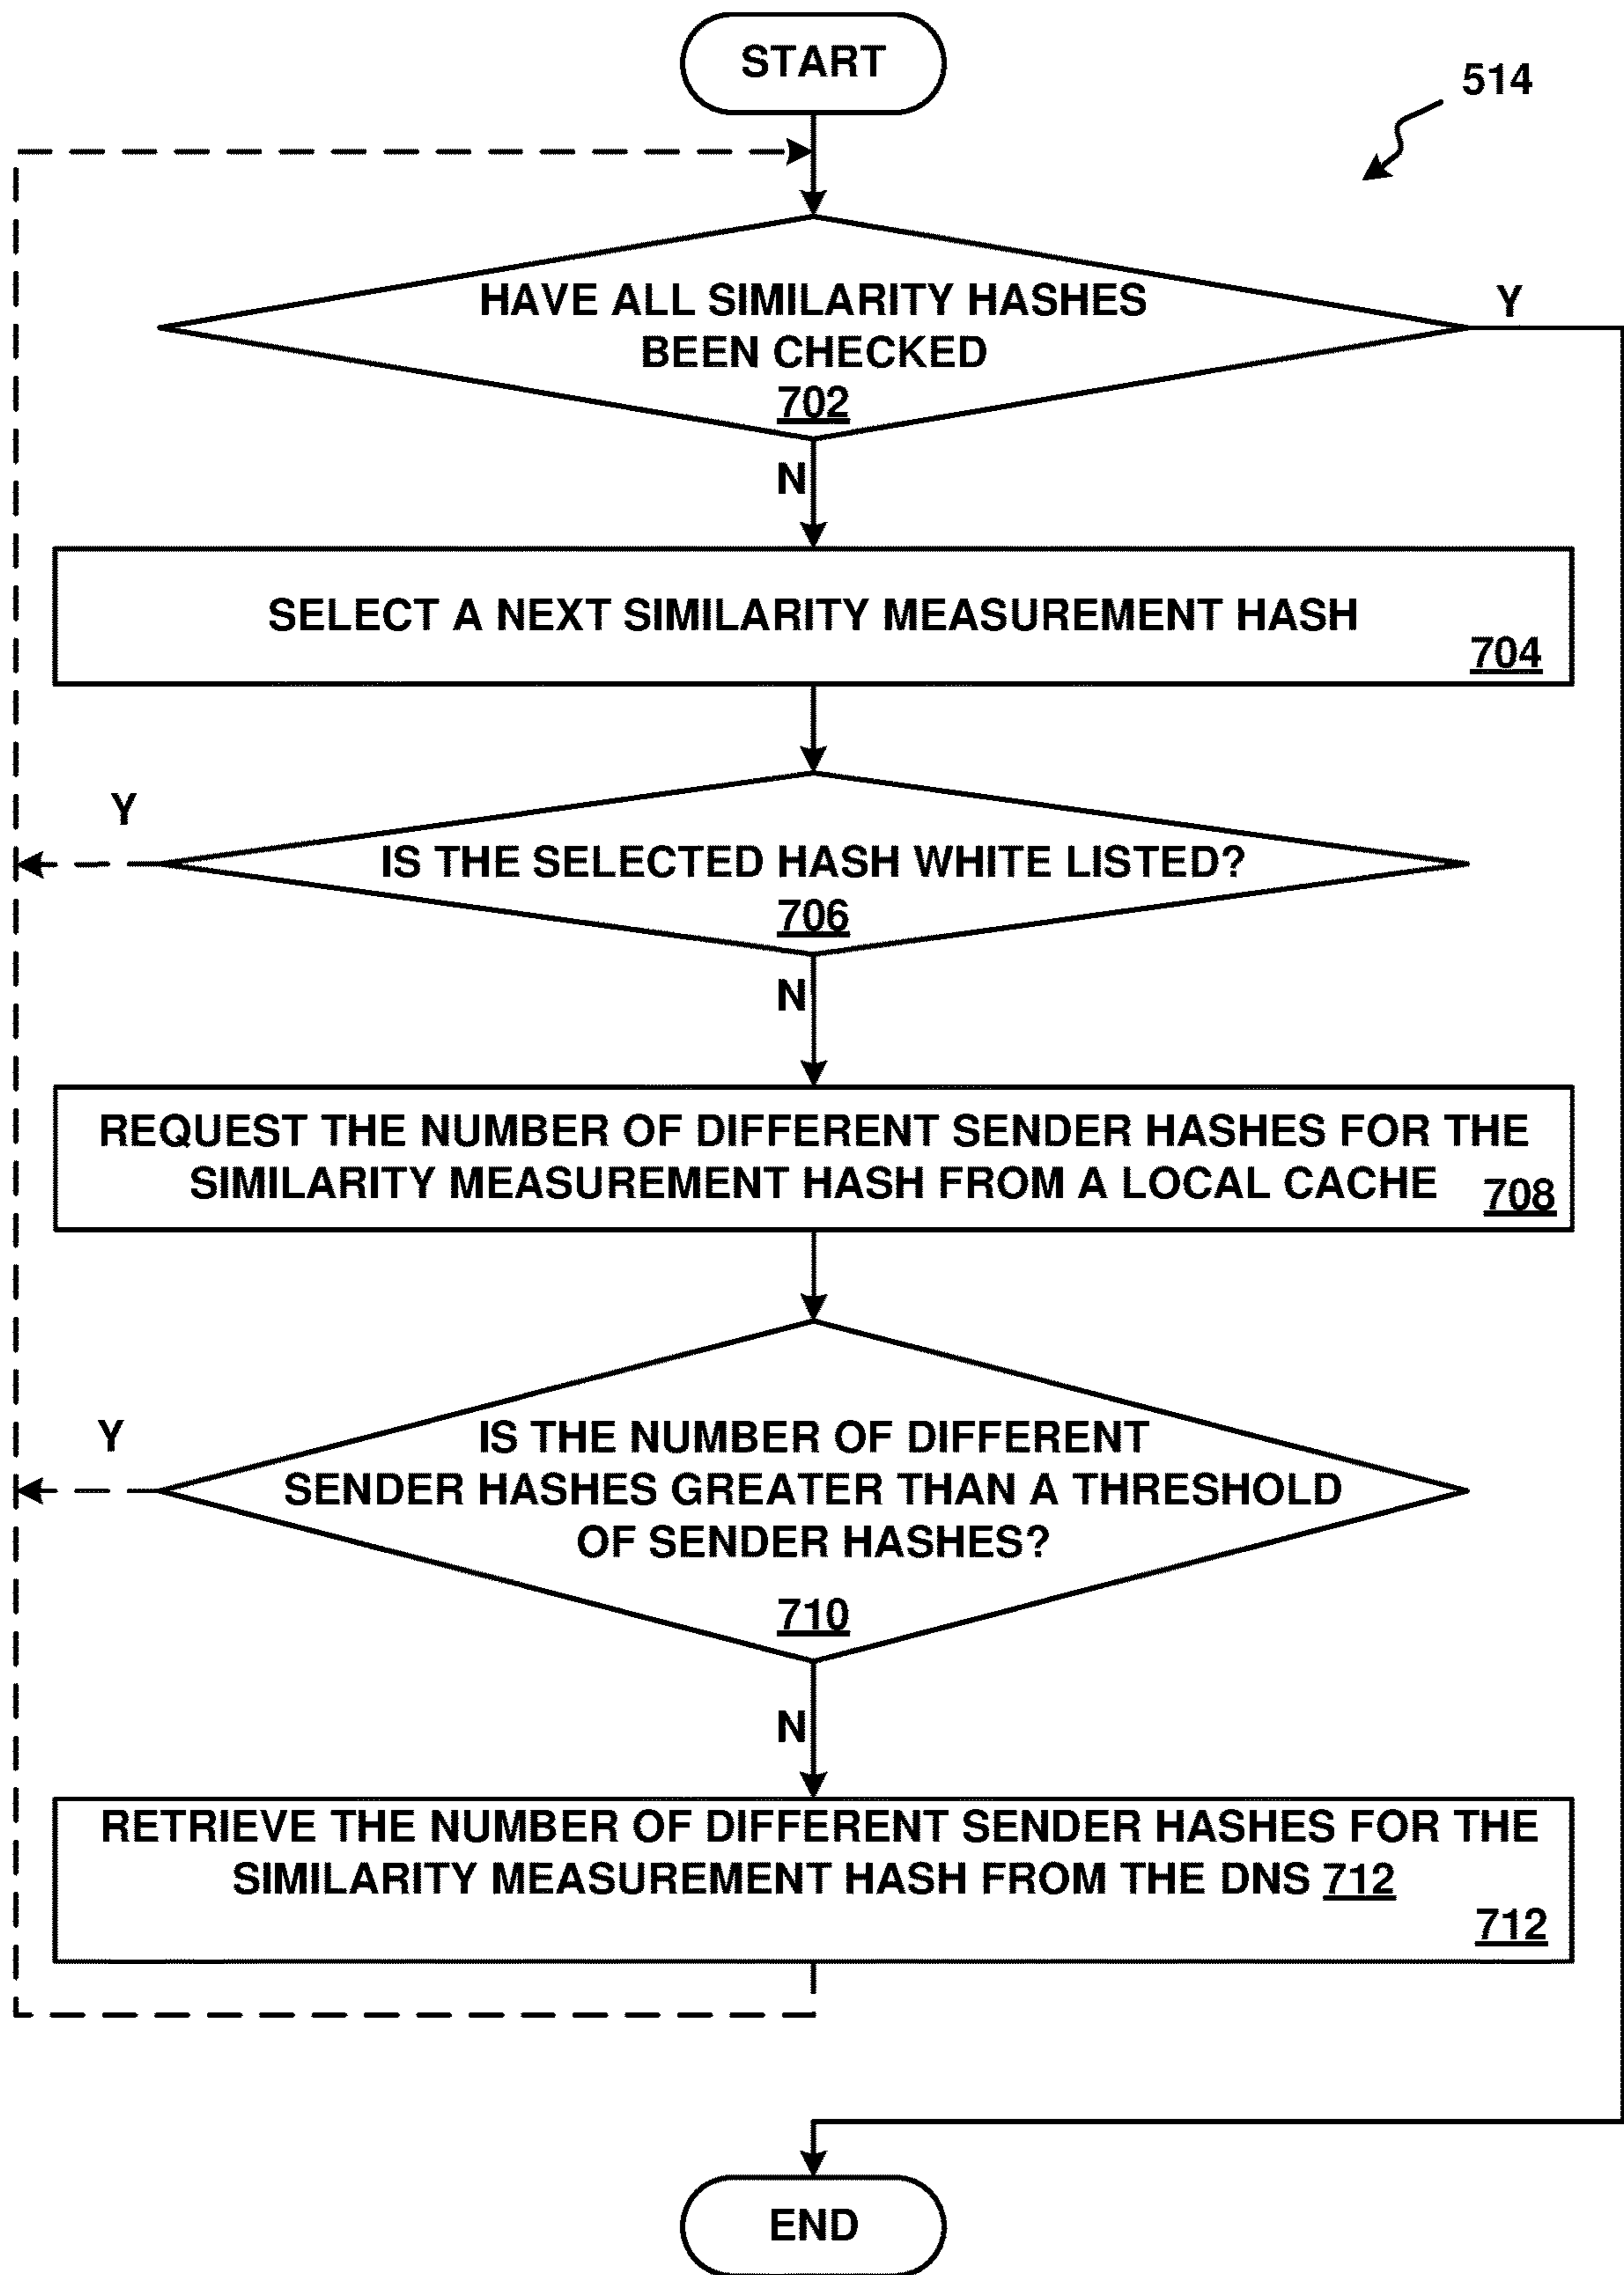 START
514
HAVE ALL SIMILARITY HASHES
BEEN CHECKED
702
Y
N
SELECT A NEXT SIMILARITY MEASUREMENT HASH
704
Y
IS THE SELECTED HASH WHITE LISTED?
706
N
REQUEST THE NUMBER OF DIFFERENT SENDER HASHES FOR THE
SIMILARITY MEASUREMENT HASH FROM A LOCAL CACHE
708
Y
IS THE NUMBER OF DIFFERENT
SENDER HASHES GREATER THAN A THRESHOLD
OF SENDER HASHES?
710
N
RETRIEVE THE NUMBER OF DIFFERENT SENDER HASHES FOR THE
SIMILARITY MEASUREMENT HASH FROM THE DNS 712
712
END